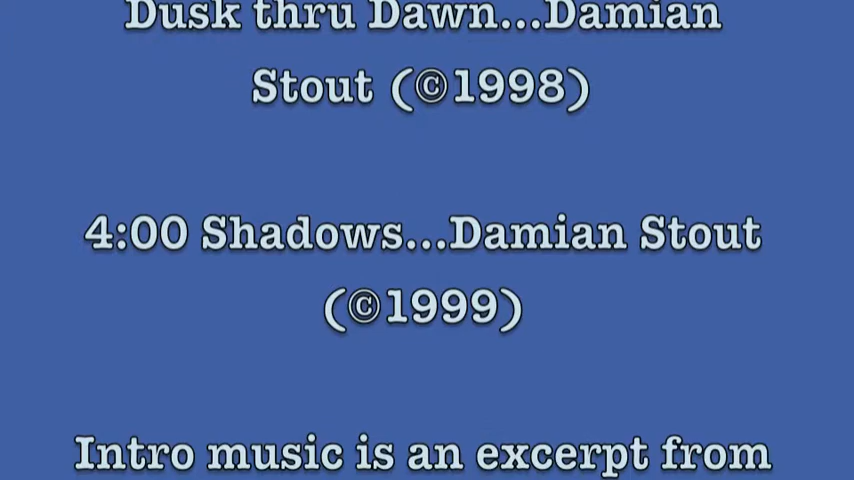 Dusk thru Dawn...Damian
Stout (©1998)
4:00 Shadows...Damian Stout
(©1999)
Intro music is an excerpt from